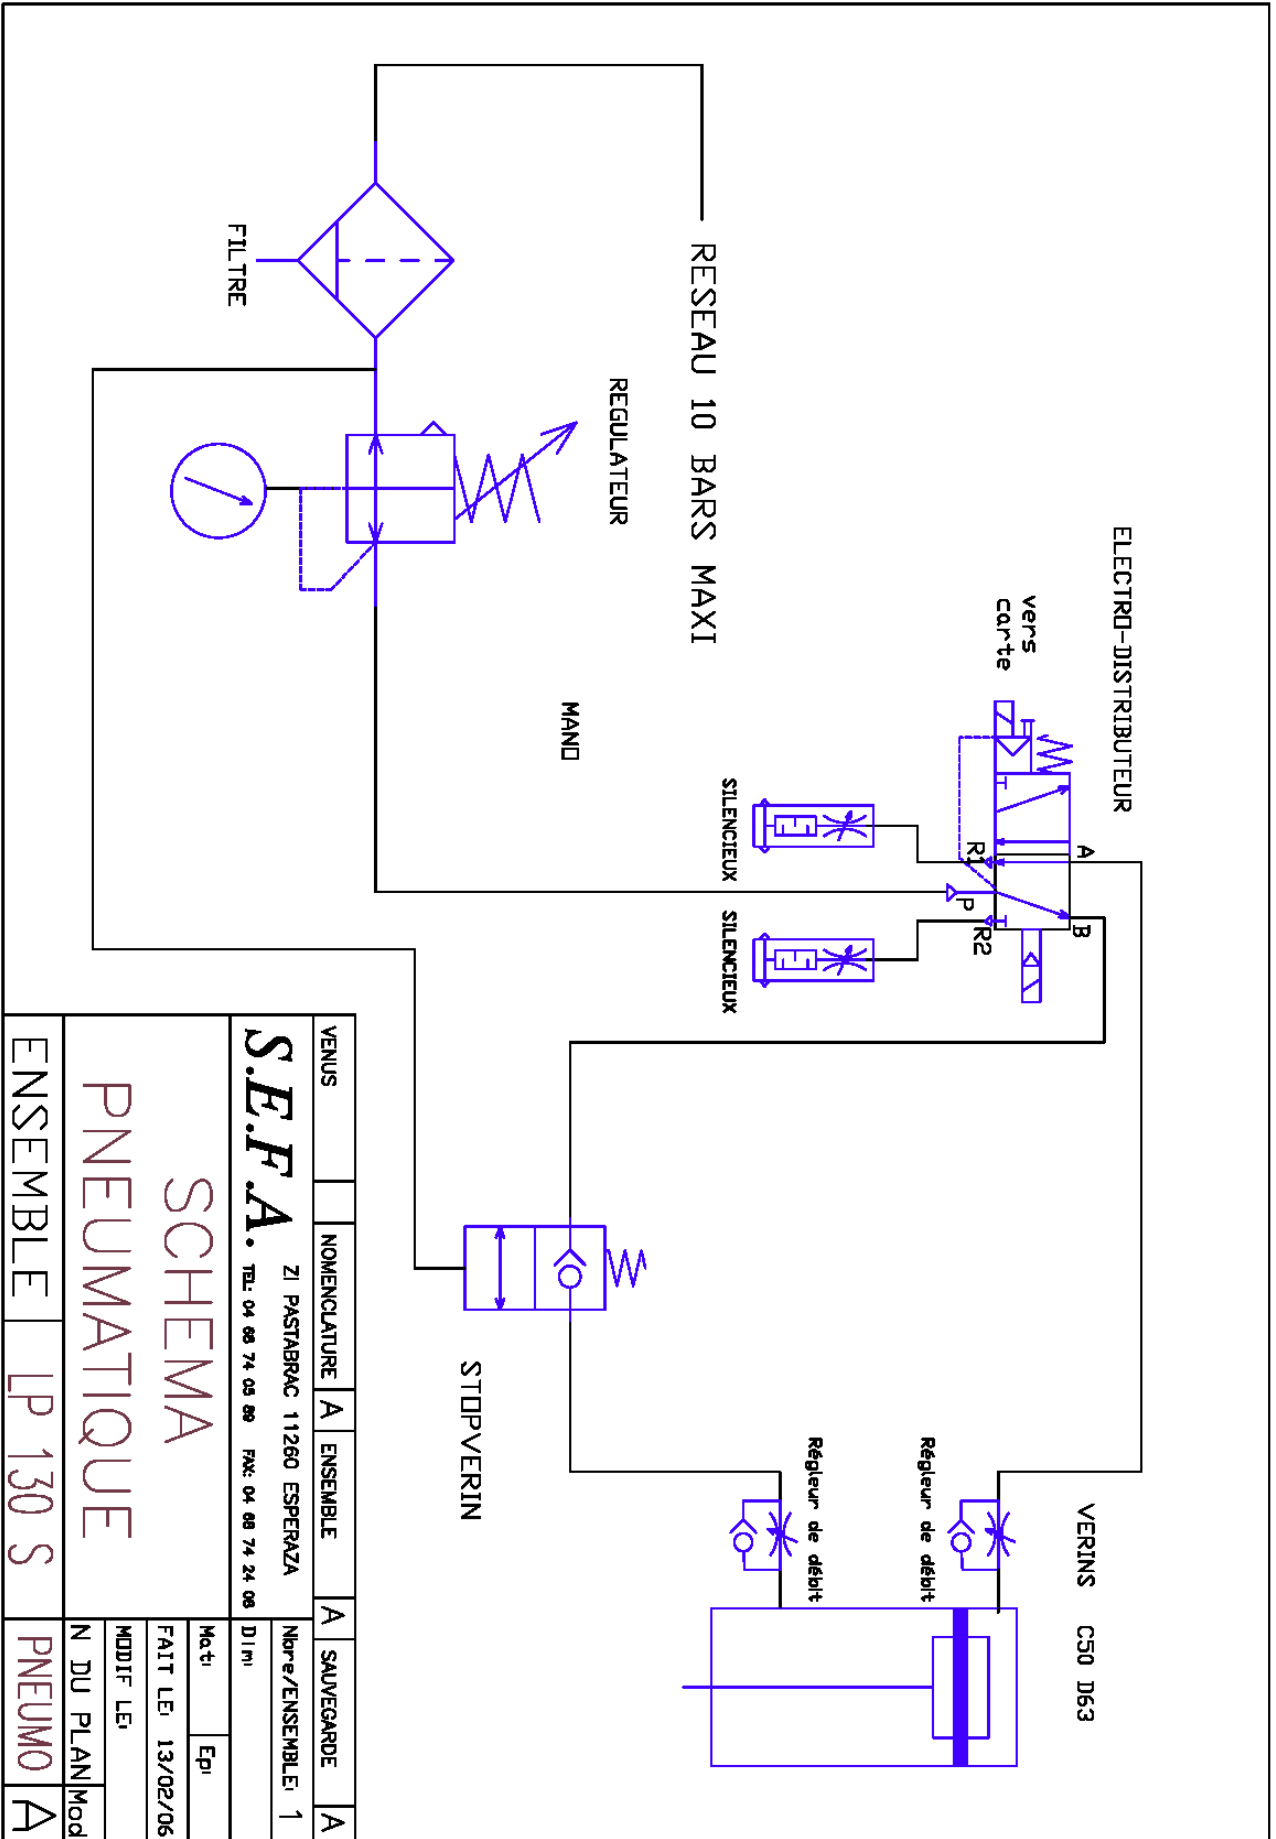 ELECTRO-DISTRIBUTEUR
vers
carte
A
B
R1
P
R2
VERINS C50 D63
Régleur de débit
Régleur de débit
SILENCIEUX
SILENCIEUX
RESEAU 10 BARS MAXI
REGULATEUR
MANO
STOPVERIN
FILTRE
VENUS
NOMENCLATURE A ENSEMBLE A SAUVEGARDE A
S.E.F.A. ZI PASTABRAC 11260 ESPERAZA
TEL: 04 68 74 05 89 FAX: 04 68 74 24 08
Nbre/ENSEMBLE: 1
Dim:
SCHEMA
PNEUMATIQUE
Mat: Ep:
FAIT LE: 13/02/06
MODIF LE:
N DU PLAN Mod
ENSEMBLE LP 130 S PNEUMO A